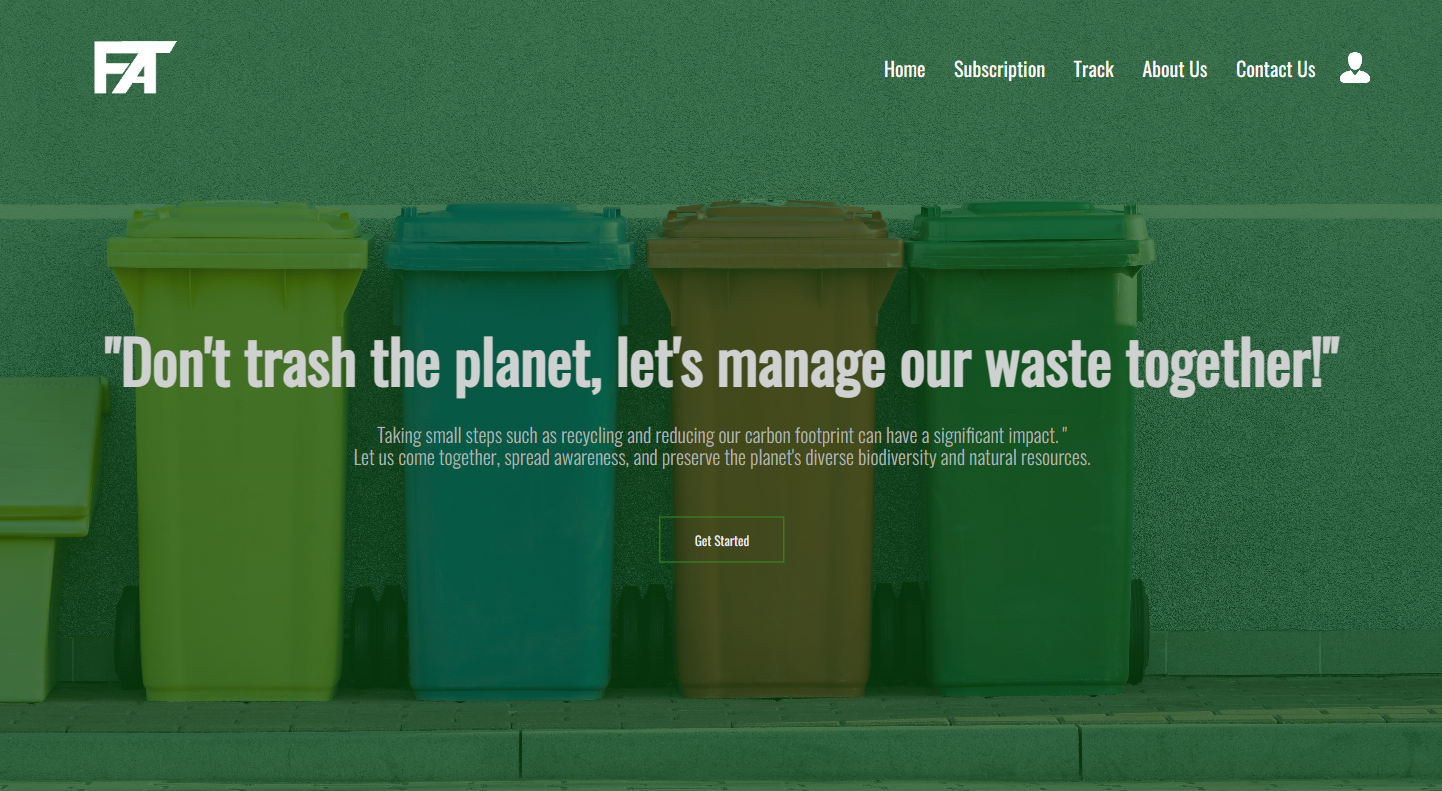 FAT
Home Subscription Track About Us Contact Us
"Don't trash the planet, let's manage our waste together!"
Taking small steps such as recycling and reducing our carbon footprint can have a significant impact. "
Let us come together, spread awareness, and preserve the planet's diverse biodiversity and natural resources.
Get Started